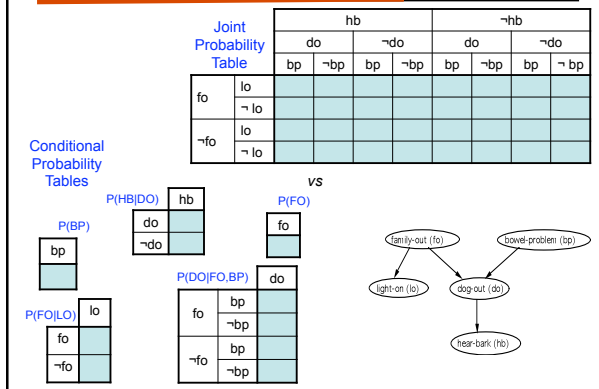 Joint
Probability
Table
hb ¬hb
do ¬do do ¬do
bp ¬bp bp ¬bp bp ¬bp bp ¬ bp
fo lo
¬ lo
¬fo lo
¬ lo
Conditional
Probability
Tables
vs
P(HB|DO) hb
do
¬do
P(FO)
fo
P(BP)
bp
P(DO|FO,BP) do
fo bp
¬bp
¬fo bp
¬bp
P(FO|LO) lo
fo
¬fo
family-out (fo) bowel-problem (bp)
light-on (lo) dog-out (do)
hear-bark (hb)